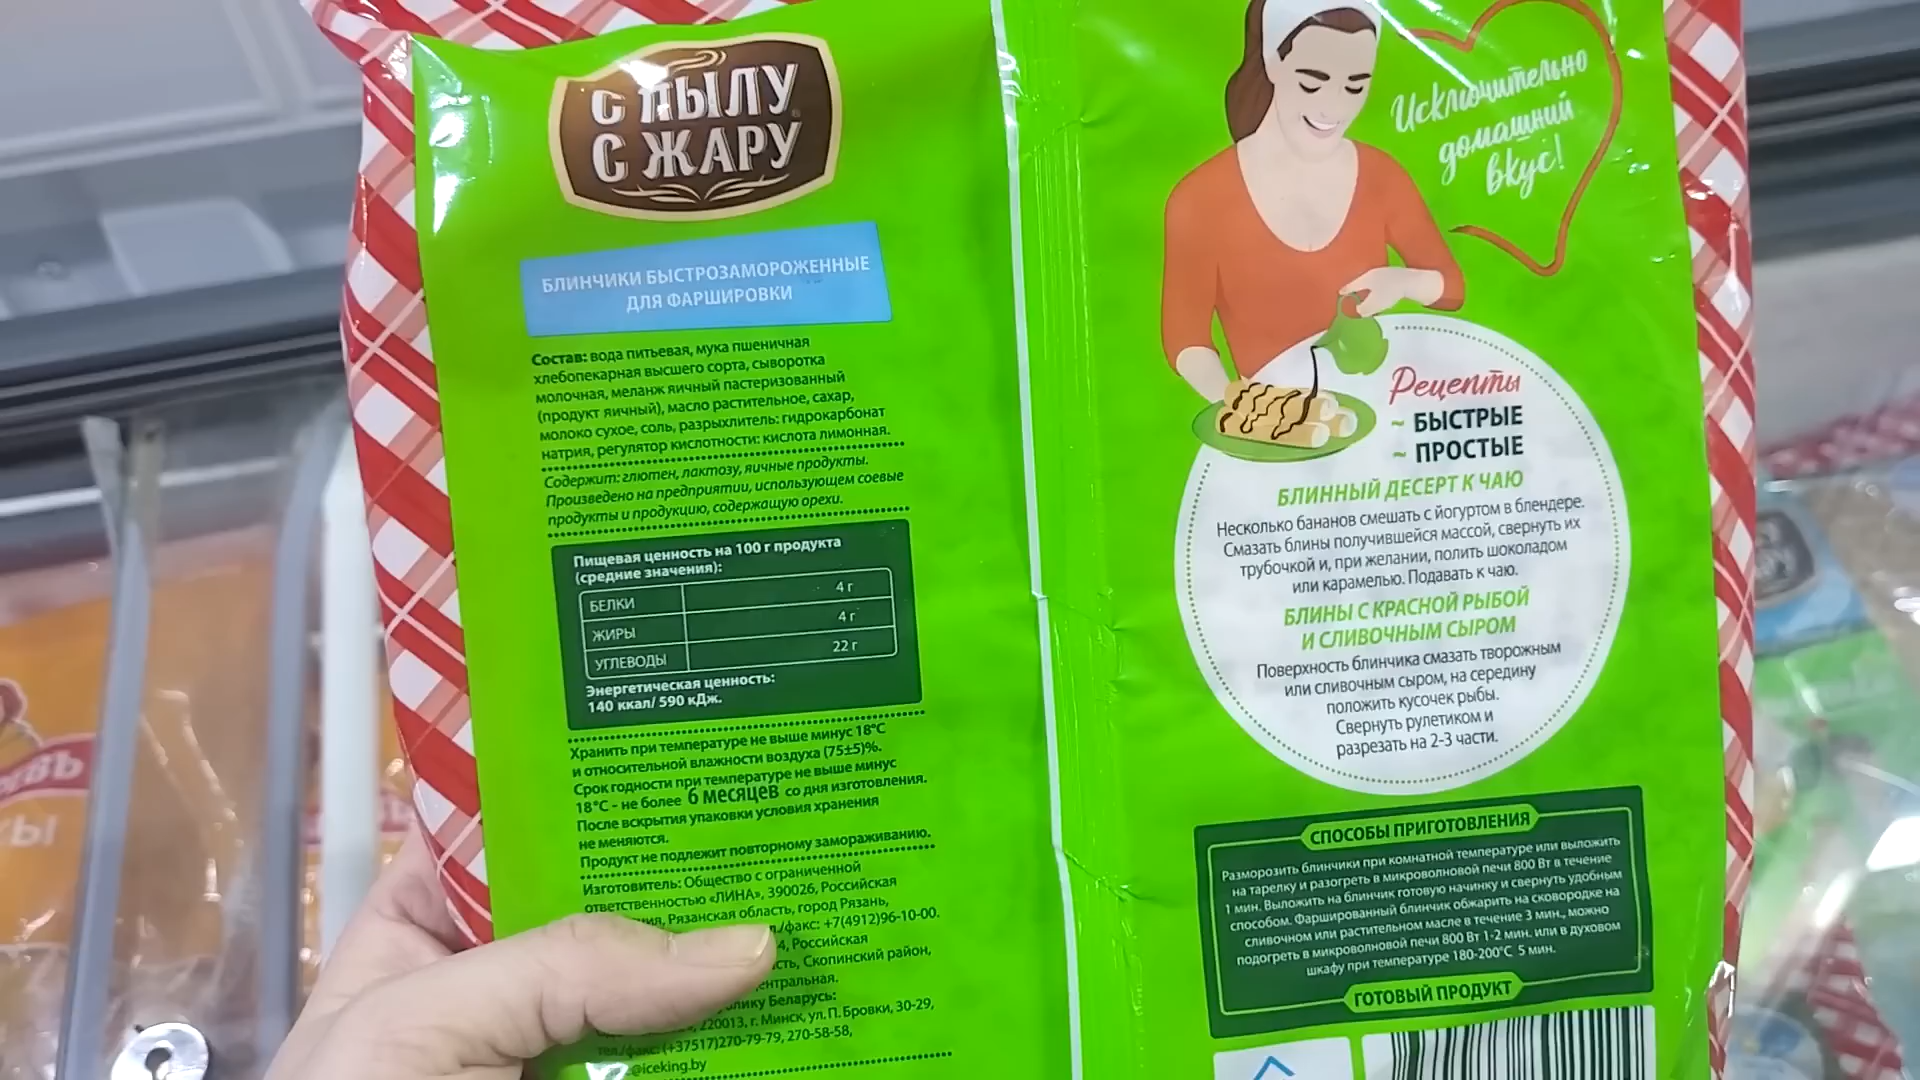 С ПЫЛУ
С ЖАРУ
БЛИНЧИКИ БЫСТРОЗАМОРОЖЕННЫЕ
ДЛЯ ФАРШИРОВКИ
Состав: вода питьевая, мука пшеничная
хлебопекарная высшего сорта, сыворотка
молочная, меланж яичный пастеризованный
(продукт яичный), масло растительное, сахар,
молоко сухое, соль, разрыхлитель: гидрокарбонат
натрия, регулятор кислотности: кислота лимонная.
Содержит: глютен, лактозу, яичные продукты.
Произведено на предприятии, использующем соевые
продукты и продукцию, содержащую орехи.
Пищевая ценность на 100 г продукта
(средние значения):
БЕЛКИ 4 г
ЖИРЫ 4 г
УГЛЕВОДЫ 22 г
Энергетическая ценность:
140 ккал/ 590 кДж.
Хранить при температуре не выше минус 18°С
и относительной влажности воздуха (75±5)%.
Срок годности при температуре не выше минус
18°С - не более 6 месяцев со дня изготовления.
После вскрытия упаковки условия хранения
не меняются.
Продукт не подлежит повторному замораживанию.
Изготовитель: Общество с ограниченной
ответственностью «ЛИНА», 390026, Российская
Рязанская область, город Рязань,
./факс: +7(4912)96-10-00.
4, Российская
Скопинский район,
Беларусь:
220013, г. Минск, ул. П. Бровки, 30-29,
тел./факс: (+37517)270-79-79, 270-58-58,
@iceking.by
Исключительно
домашний
вкус!
Рецепты
~ БЫСТРЫЕ
~ ПРОСТЫЕ
БЛИННЫЙ ДЕСЕРТ К ЧАЮ
Несколько бананов смешать с йогуртом в блендере.
Смазать блины получившейся массой, свернуть их
трубочкой и, при желании, полить шоколадом
или карамелью. Подавать к чаю.
БЛИНЫ С КРАСНОЙ РЫБОЙ
И СЛИВОЧНЫМ СЫРОМ
Поверхность блинчика смазать творожным
или сливочным сыром, на середину
положить кусочек рыбы.
Свернуть рулетиком и
разрезать на 2-3 части.
СПОСОБЫ ПРИГОТОВЛЕНИЯ
Разморозить блинчики при комнатной температуре или выложить
на тарелку и разогреть в микроволновой печи 800 Вт в течение
1 мин. Выложить на блинчик готовую начинку и свернуть удобным
способом. Фаршированный блинчик обжарить на сковородке на
сливочном или растительном масле в течение 3 мин., можно
подогреть в микроволновой печи 800 Вт 1-2 мин. или в духовом
шкафу при температуре 180-200°С 5 мин.
ГОТОВЫЙ ПРОДУКТ